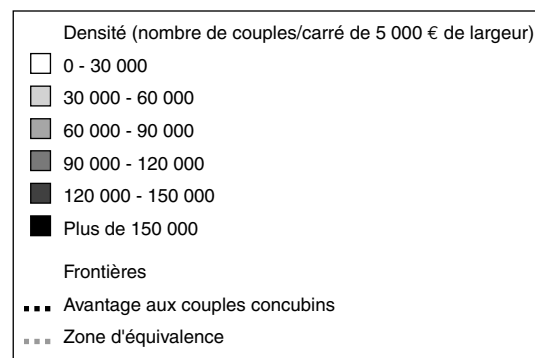 Densité (nombre de couples/carré de 5 000 € de largeur)
0 - 30 000
30 000 - 60 000
60 000 - 90 000
90 000 - 120 000
120 000 - 150 000
Plus de 150 000
Frontières
Avantage aux couples concubins
Zone d'équivalence